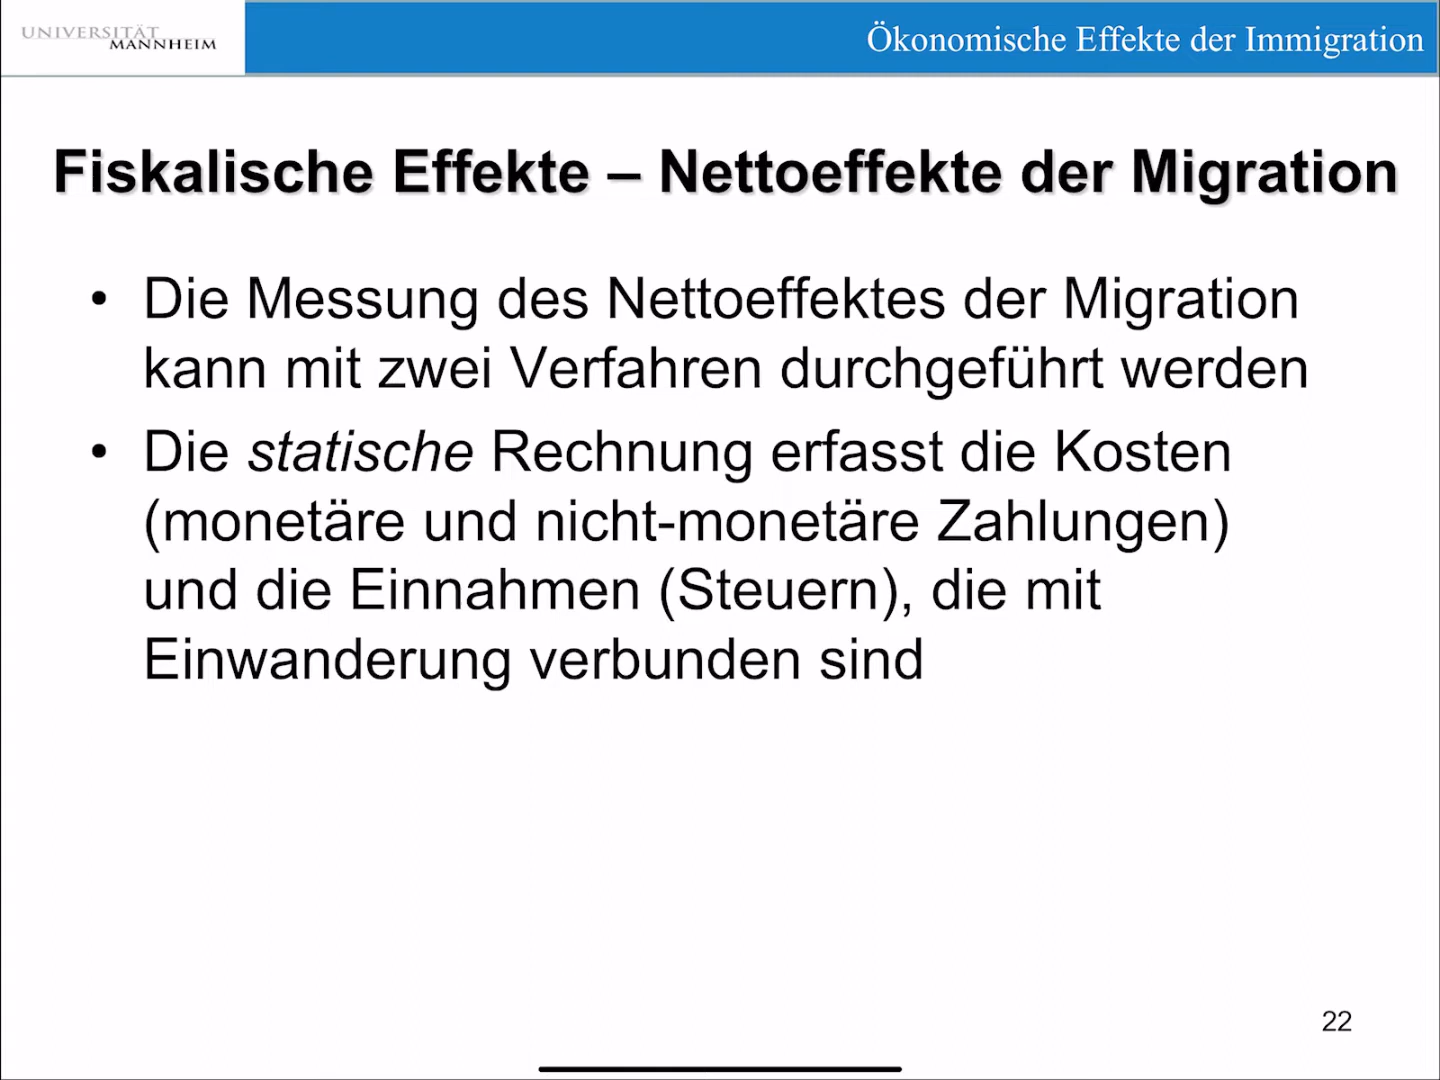 UNIVERSITÄT
MANNHEIM
Ökonomische Effekte der Immigration
Fiskalische Effekte – Nettoeffekte der Migration
• Die Messung des Nettoeffektes der Migration
kann mit zwei Verfahren durchgeführt werden
• Die statische Rechnung erfasst die Kosten
(monetäre und nicht-monetäre Zahlungen)
und die Einnahmen (Steuern), die mit
Einwanderung verbunden sind
22